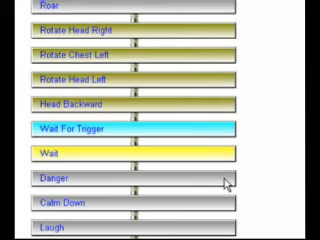 Roar
Rotate Head Right
Rotate Chest Left
Rotate Head Left
Head Backward
Wait For Trigger
Wait
Danger
Calm Down
Laugh